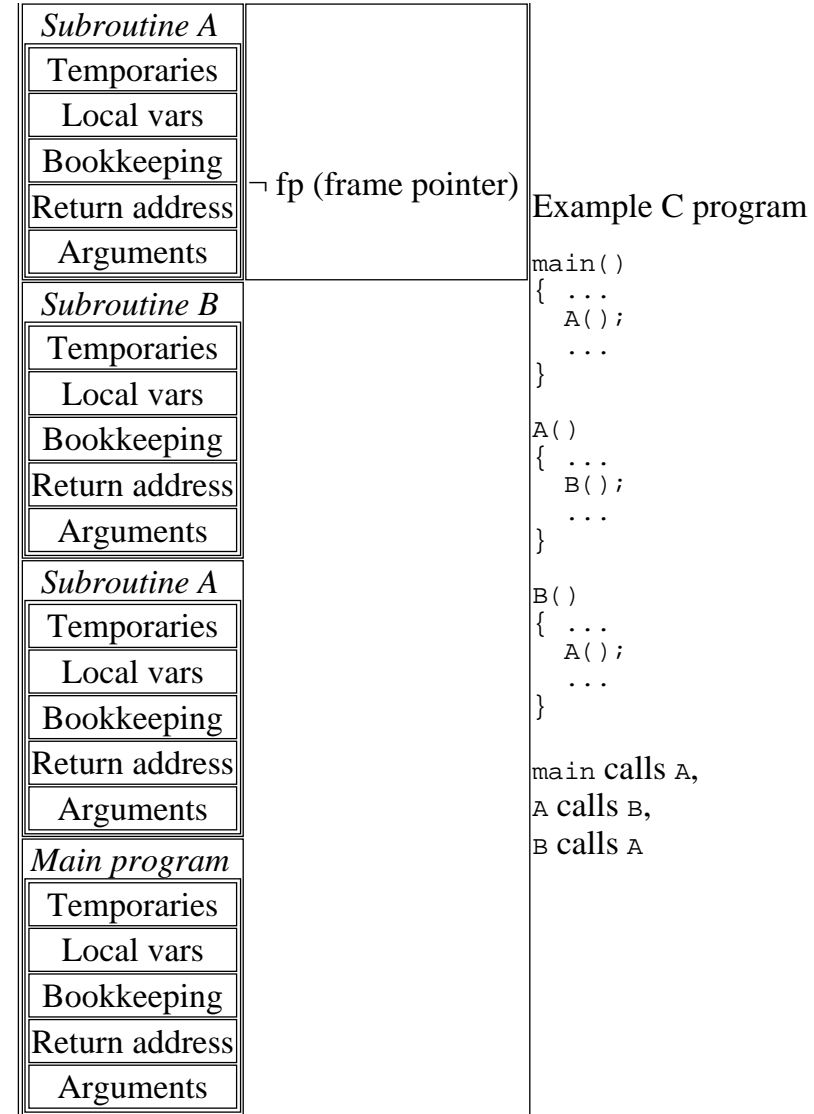 Subroutine A
Temporaries
Local vars
Bookkeeping
Return address
Arguments
¬ fp (frame pointer)
Subroutine B
Temporaries
Local vars
Bookkeeping
Return address
Arguments
Subroutine A
Temporaries
Local vars
Bookkeeping
Return address
Arguments
Main program
Temporaries
Local vars
Bookkeeping
Return address
Arguments
Example C program
main()
{ ...
A();
...
}
A()
{ ...
B();
...
}
B()
{ ...
A();
...
}
main calls A,
A calls B,
B calls A